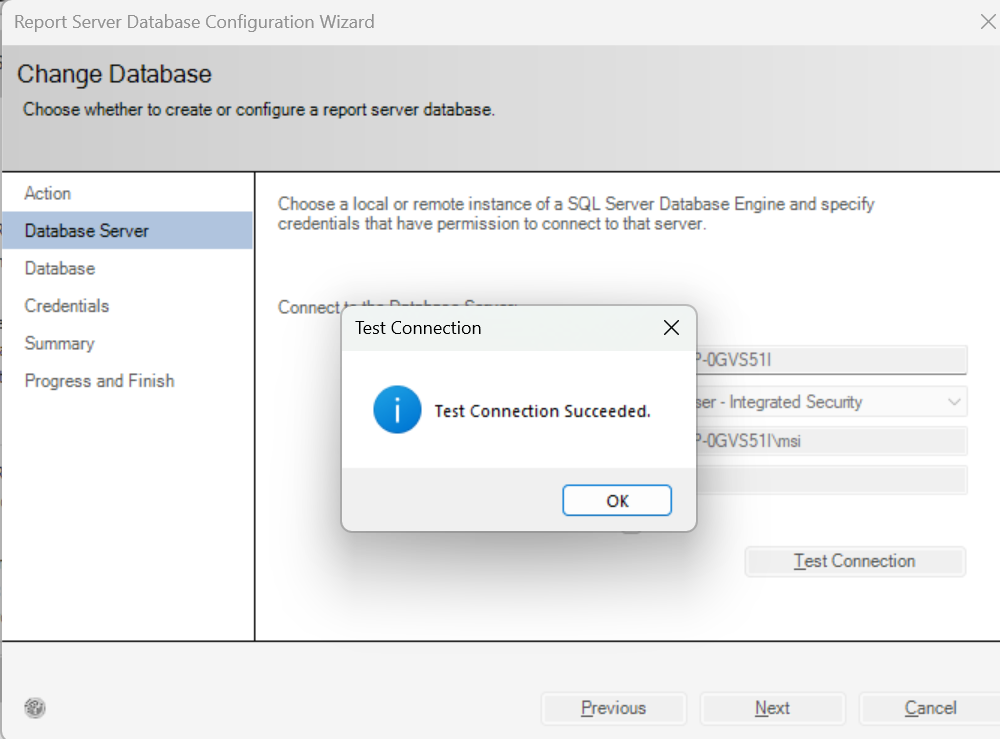 Report Server Database Configuration Wizard
Change Database
Choose whether to create or configure a report server database.
Action
Database Server
Database
Credentials
Summary
Progress and Finish
Choose a local or remote instance of a SQL Server Database Engine and specify
credentials that have permission to connect to that server.
Connect to the Database Server:
Test Connection
Test Connection Succeeded.
OK
P-0GVS51I
ser - Integrated Security
P-0GVS51I\msi
Test Connection
Previous
Next
Cancel